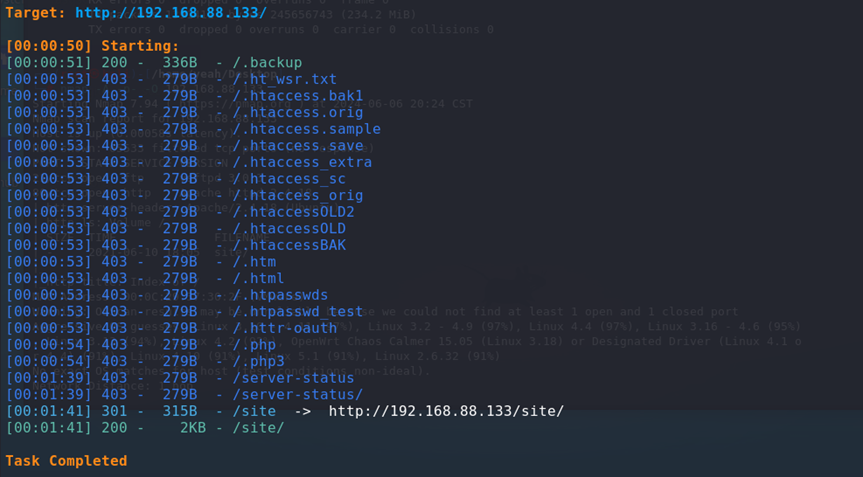 Target: http://192.168.88.133/
[00:00:50] Starting:
[00:00:51] 200 -  336B  - /.backup
[00:00:53] 403 -  279B  - /.ht_wsr.txt
[00:00:53] 403 -  279B  - /.htaccess.bak1
[00:00:53] 403 -  279B  - /.htaccess.orig
[00:00:53] 403 -  279B  - /.htaccess.sample
[00:00:53] 403 -  279B  - /.htaccess.save
[00:00:53] 403 -  279B  - /.htaccess_extra
[00:00:53] 403 -  279B  - /.htaccess_sc
[00:00:53] 403 -  279B  - /.htaccess_orig
[00:00:53] 403 -  279B  - /.htaccessOLD2
[00:00:53] 403 -  279B  - /.htaccessOLD
[00:00:53] 403 -  279B  - /.htaccessBAK
[00:00:53] 403 -  279B  - /.htm
[00:00:53] 403 -  279B  - /.html
[00:00:53] 403 -  279B  - /.htpasswds
[00:00:53] 403 -  279B  - /.htpasswd_test
[00:00:53] 403 -  279B  - /.httr-oauth
[00:00:54] 403 -  279B  - /.php
[00:00:54] 403 -  279B  - /.php3
[00:01:39] 403 -  279B  - /server-status
[00:01:39] 403 -  279B  - /server-status/
[00:01:41] 301 -  315B  - /site  ->  http://192.168.88.133/site/
[00:01:41] 200 -    2KB - /site/
Task Completed